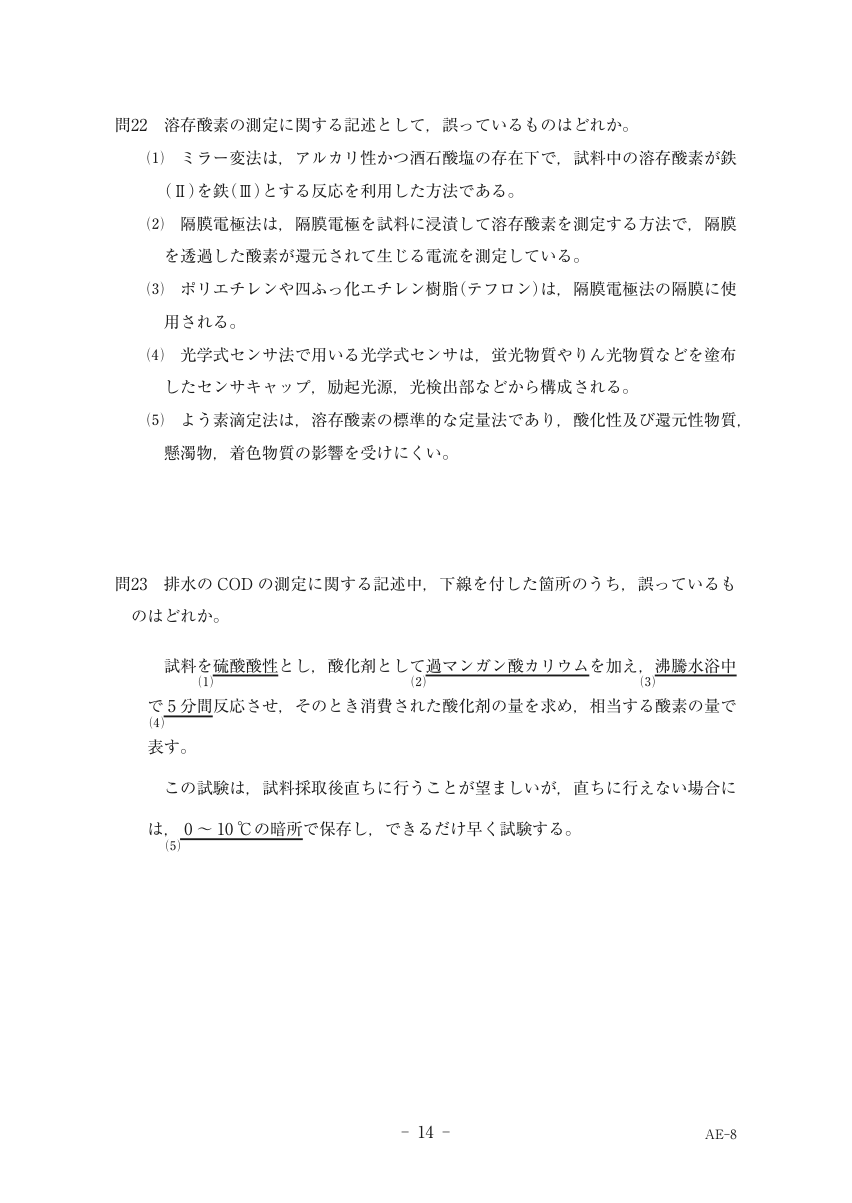 問22　溶存酸素の測定に関する記述として，誤っているものはどれか。
⑴　ミラー変法は，アルカリ性かつ酒石酸塩の存在下で，試料中の溶存酸素が鉄
（Ⅱ）を鉄（Ⅲ）とする反応を利用した方法である。
⑵　隔膜電極法は，隔膜電極を試料に浸漬して溶存酸素を測定する方法で，隔膜
を透過した酸素が還元されて生じる電流を測定している。
⑶　ポリエチレンや四ふっ化エチレン樹脂（テフロン）は，隔膜電極法の隔膜に使
用される。
⑷　光学式センサ法で用いる光学式センサは，蛍光物質やりん光物質などを塗布
したセンサキャップ，励起光源，光検出部などから構成される。
⑸　よう素滴定法は，溶存酸素の標準的な定量法であり，酸化性及び還元性物質，
懸濁物，着色物質の影響を受けにくい。
問23　排水の COD の測定に関する記述中，下線を付した箇所のうち，誤っているも
のはどれか。
試料を硫酸酸性とし，酸化剤として過マンガン酸カリウムを加え，沸騰水浴中
⑴ ⑵ ⑶
で 5 分間反応させ，そのとき消費された酸化剤の量を求め，相当する酸素の量で
⑷
表す。
この試験は，試料採取後直ちに行うことが望ましいが，直ちに行えない場合に
は，0 ～ 10 ℃の暗所で保存し，できるだけ早く試験する。
⑸
− 14 −
AE−8